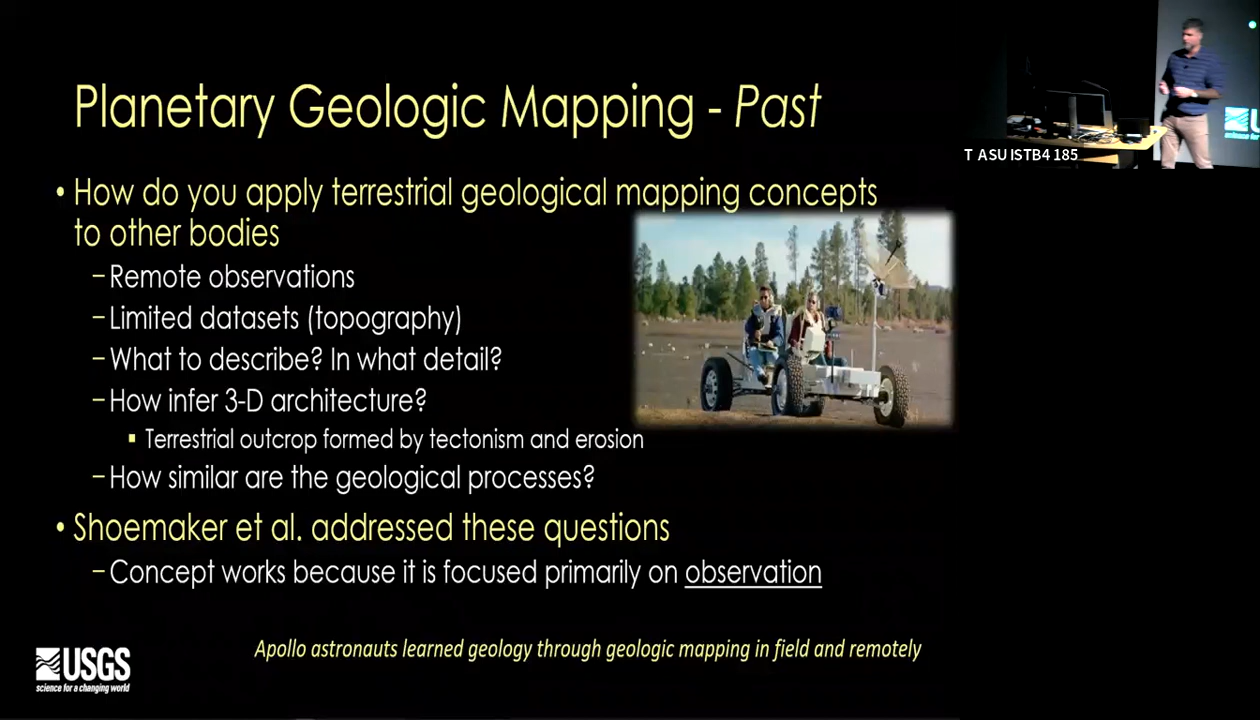 Planetary Geologic Mapping - Past
• How do you apply terrestrial geological mapping concepts
to other bodies
–Remote observations
–Limited datasets (topography)
–What to describe? In what detail?
–How infer 3-D architecture?
▪ Terrestrial outcrop formed by tectonism and erosion
–How similar are the geological processes?
• Shoemaker et al. addressed these questions
–Concept works because it is focused primarily on observation
Apollo astronauts learned geology through geologic mapping in field and remotely
USGS
science for a changing world
T ASU ISTB4 185